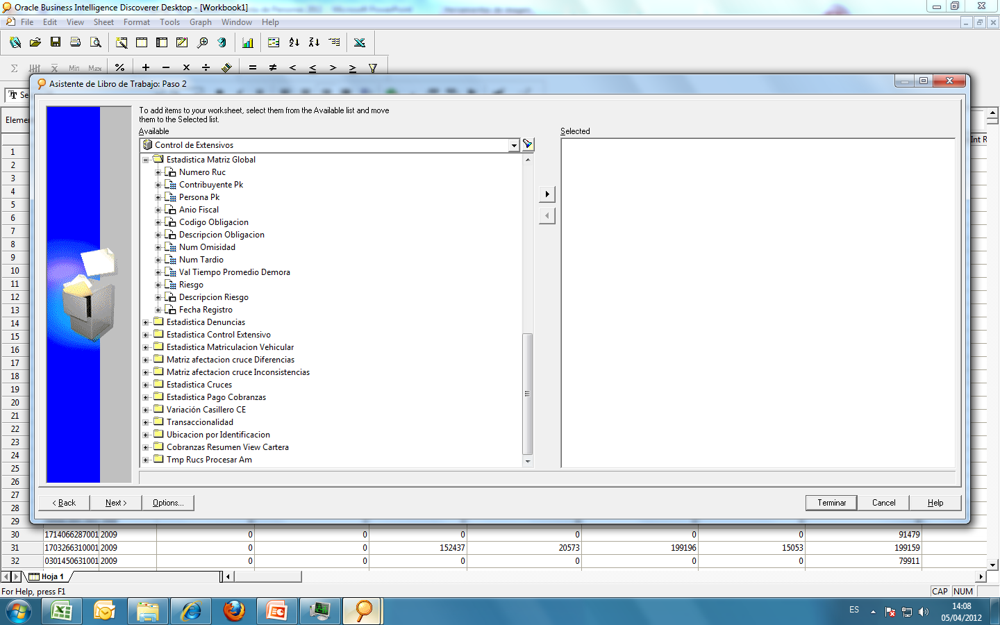 Oracle Business Intelligence Discoverer Desktop - [Workbook1]
File Edit View Sheet Format Tools Graph Window Help
Σ Min Max % + - × ÷ = ≠ < ≤ > ≥
Asistente de Libro de Trabajo: Paso 2
To add items to your worksheet, select them from the Available list and move
them to the Selected list.
Available
Selected
Control de Extensivos
Estadistica Matriz Global
Numero Ruc
Contribuyente Pk
Persona Pk
Anio Fiscal
Codigo Obligacion
Descripcion Obligacion
Num Omisidad
Num Tardio
Val Tiempo Promedio Demora
Riesgo
Descripcion Riesgo
Fecha Registro
Estadistica Denuncias
Estadistica Control Extensivo
Estadistica Matriculacion Vehicular
Matriz afectacion cruce Diferencias
Matriz afectacion cruce Inconsistencias
Estadistica Cruces
Estadistica Pago Cobranzas
Variación Casillero CE
Transaccionalidad
Ubicacion por Identificacion
Cobranzas Resumen View Cartera
Tmp Rucs Procesar Am
< Back Next > Options... Terminar Cancel Help
Int R
1
2
3
4
5
6
7
8
9
10
11
12
13
14
15
16
17
18
19
20
21
22
23
24
25
26
27
28
29
30 1714066287001 2009 0 0 0 0 0 0 91479
31 1703266310001 2009 0 0 152437 20573 199196 15053 199159
32 0301450631001 2009 0 0 0 0 0 0 79911
Hoja 1
For Help, press F1
CAP NUM
ES
14:08
05/04/2012